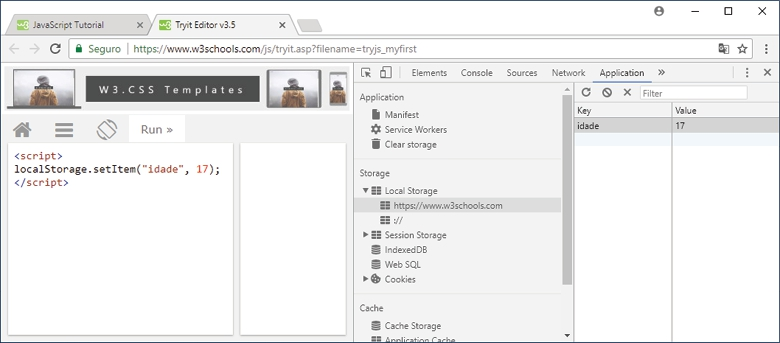 JavaScript Tutorial
Tryit Editor v3.5
Seguro
https://www.w3schools.com/js/tryit.asp?filename=tryjs_myfirst
W3.CSS Templates
Run »
<script>
localStorage.setItem("idade", 17);
</script>
Elements Console Sources Network Application »
Application
Manifest
Service Workers
Clear storage
Storage
Local Storage
https://www.w3schools.com
://
Session Storage
IndexedDB
Web SQL
Cookies
Cache
Cache Storage
Application Cache
Filter
Key Value
idade 17